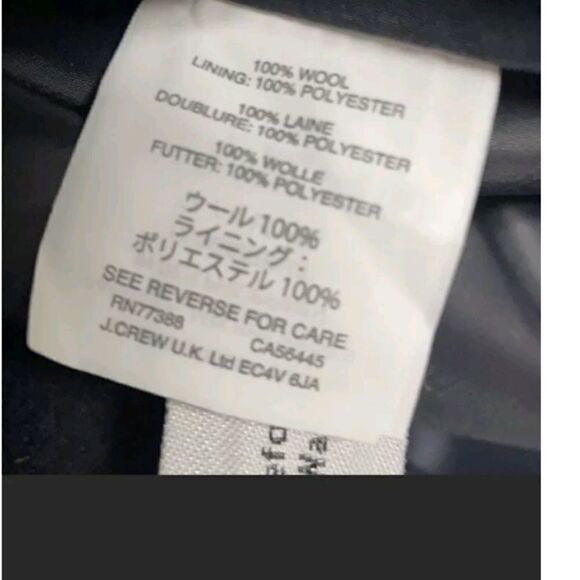 100% WOOL
LINING: 100% POLYESTER
100% LAINE
DOUBLURE: 100% POLYESTER
100% WOLLE
FUTTER: 100% POLYESTER
ウール 100%
ライニング:
ポリエステル 100%
SEE REVERSE FOR CARE
RN77388 CA56445
J.CREW U.K. Ltd EC4V 6JA